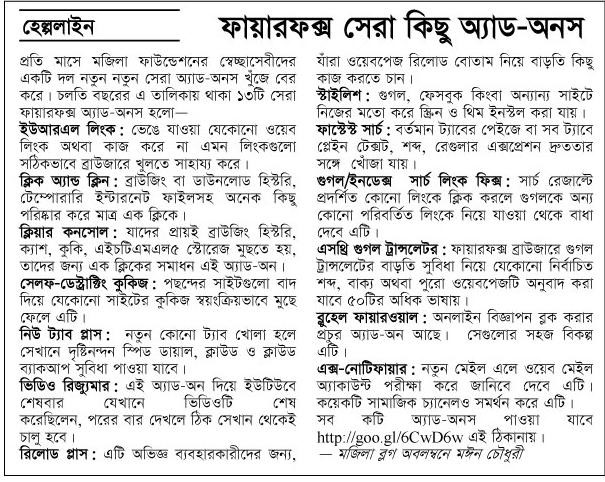 হেল্পলাইন
ফায়ারফক্স সেরা কিছু অ্যাড-অনস
প্রতি মাসে মজিলা ফাউন্ডেশনের স্বেচ্ছাসেবীদের
একটি দল নতুন নতুন সেরা অ্যাড-অনস খুঁজে বের
করে। চলতি বছরের এ তালিকায় থাকা ১৩টি সেরা
ফায়ারফক্স অ্যাড-অনস হলো—
ইউআরএল লিংক : ভেঙে যাওয়া যেকোনো ওয়েব
লিংক অথবা কাজ করে না এমন লিংকগুলো
সঠিকভাবে ব্রাউজারে খুলতে সাহায্য করে।
ক্লিক অ্যান্ড ক্লিন : ব্রাউজিং বা ডাউনলোড হিস্টরি,
টেম্পোরারি ইন্টারনেট ফাইলসহ অনেক কিছু
পরিষ্কার করে মাত্র এক ক্লিকে।
ক্লিয়ার কনসোল : যাদের প্রায়ই ব্রাউজিং হিস্টরি,
ক্যাশ, কুকি, এইচটিএমএল৫ স্টোরেজ মুছতে হয়,
তাদের জন্য এক ক্লিকের সমাধন এই অ্যাড-অন।
সেলফ-ডেস্ট্রাক্টিং কুকিজ : পছন্দের সাইটগুলো বাদ
দিয়ে যেকোনো সাইটের কুকিজ স্বয়ংক্রিয়ভাবে মুছে
ফেলে এটি।
নিউ ট্যাব প্লাস : নতুন কোনো ট্যাব খোলা হলে
সেখানে দৃষ্টিনন্দন স্পিড ডায়াল, ক্লাউড ও ক্লাউড
ব্যাকআপ সুবিধা পাওয়া যাবে।
ভিডিও রিজ্যুমার : এই অ্যাড-অন দিয়ে ইউটিউবে
শেষবার যেখানে ভিডিওটি শেষ
করেছিলেন, পরের বার দেখলে ঠিক সেখান থেকেই
চালু হবে।
রিলোড প্লাস : এটি অভিজ্ঞ ব্যবহারকারীদের জন্য,
যাঁরা ওয়েবপেজ রিলোড বোতাম নিয়ে বাড়তি কিছু
কাজ করতে চান।
স্টাইলিশ : গুগল, ফেসবুক কিংবা অন্যান্য সাইটে
নিজের মতো করে স্ক্রিন ও থিম ইনস্টল করা যায়।
ফাস্টেস্ট সার্চ : বর্তমান ট্যাবের পেইজে বা সব ট্যাবে
প্লেইন টেক্সট, শব্দ, রেগুলার এক্সপ্রেশন দ্রুততার
সঙ্গে খোঁজা যায়।
গুগল/ইনডেক্স সার্চ লিংক ফিক্স : সার্চ রেজাল্টে
প্রদর্শিত কোনো লিংকে ক্লিক করলে গুগলকে অন্য
কোনো পরিবর্তিত লিংকে নিয়ে যাওয়া থেকে বাধা
দেবে এটি।
এসথ্রি গুগল ট্রান্সলেটর : ফায়ারফক্স ব্রাউজারে গুগল
ট্রান্সলেটের বাড়তি সুবিধা নিয়ে যেকোনো নির্বাচিত
শব্দ, বাক্য অথবা পুরো ওয়েবপেজটি অনুবাদ করা
যাবে ৫০টির অধিক ভাষায়।
ব্লুহেল ফায়ারওয়াল : অনলাইন বিজ্ঞাপন ব্লক করার
প্রচুর অ্যাড-অন আছে। সেগুলোর সহজ বিকল্প
এটি।
এক্স-নোটিফায়ার : নতুন মেইল এলে ওয়েব মেইল
অ্যাকাউন্ট পরীক্ষা করে জানিবে দেবে এটি।
কয়েকটি সামাজিক চ্যানেলও সমর্থন করে এটি।
সব কটি অ্যাড-অনস পাওয়া যাবে
http://goo.gl/6CwD6w এই ঠিকানায়।
— মজিলা ব্লগ অবলম্বনে মঈন চৌধুরী